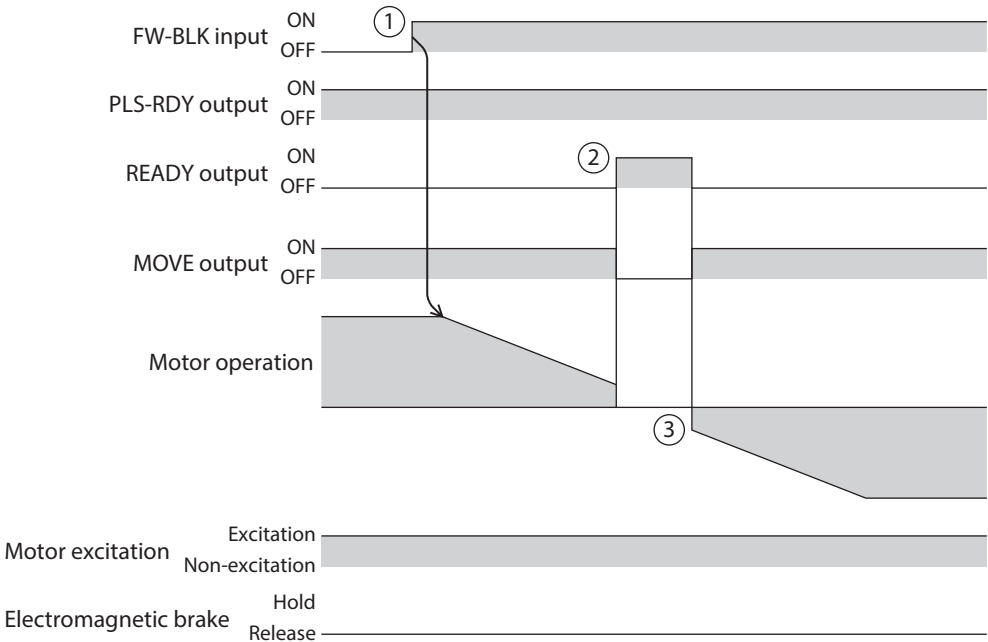 FW-BLK input
ON
OFF
1
PLS-RDY output
ON
OFF
READY output
ON
OFF
2
MOVE output
ON
OFF
Motor operation
3
Motor excitation
Excitation
Non-excitation
Electromagnetic brake
Hold
Release